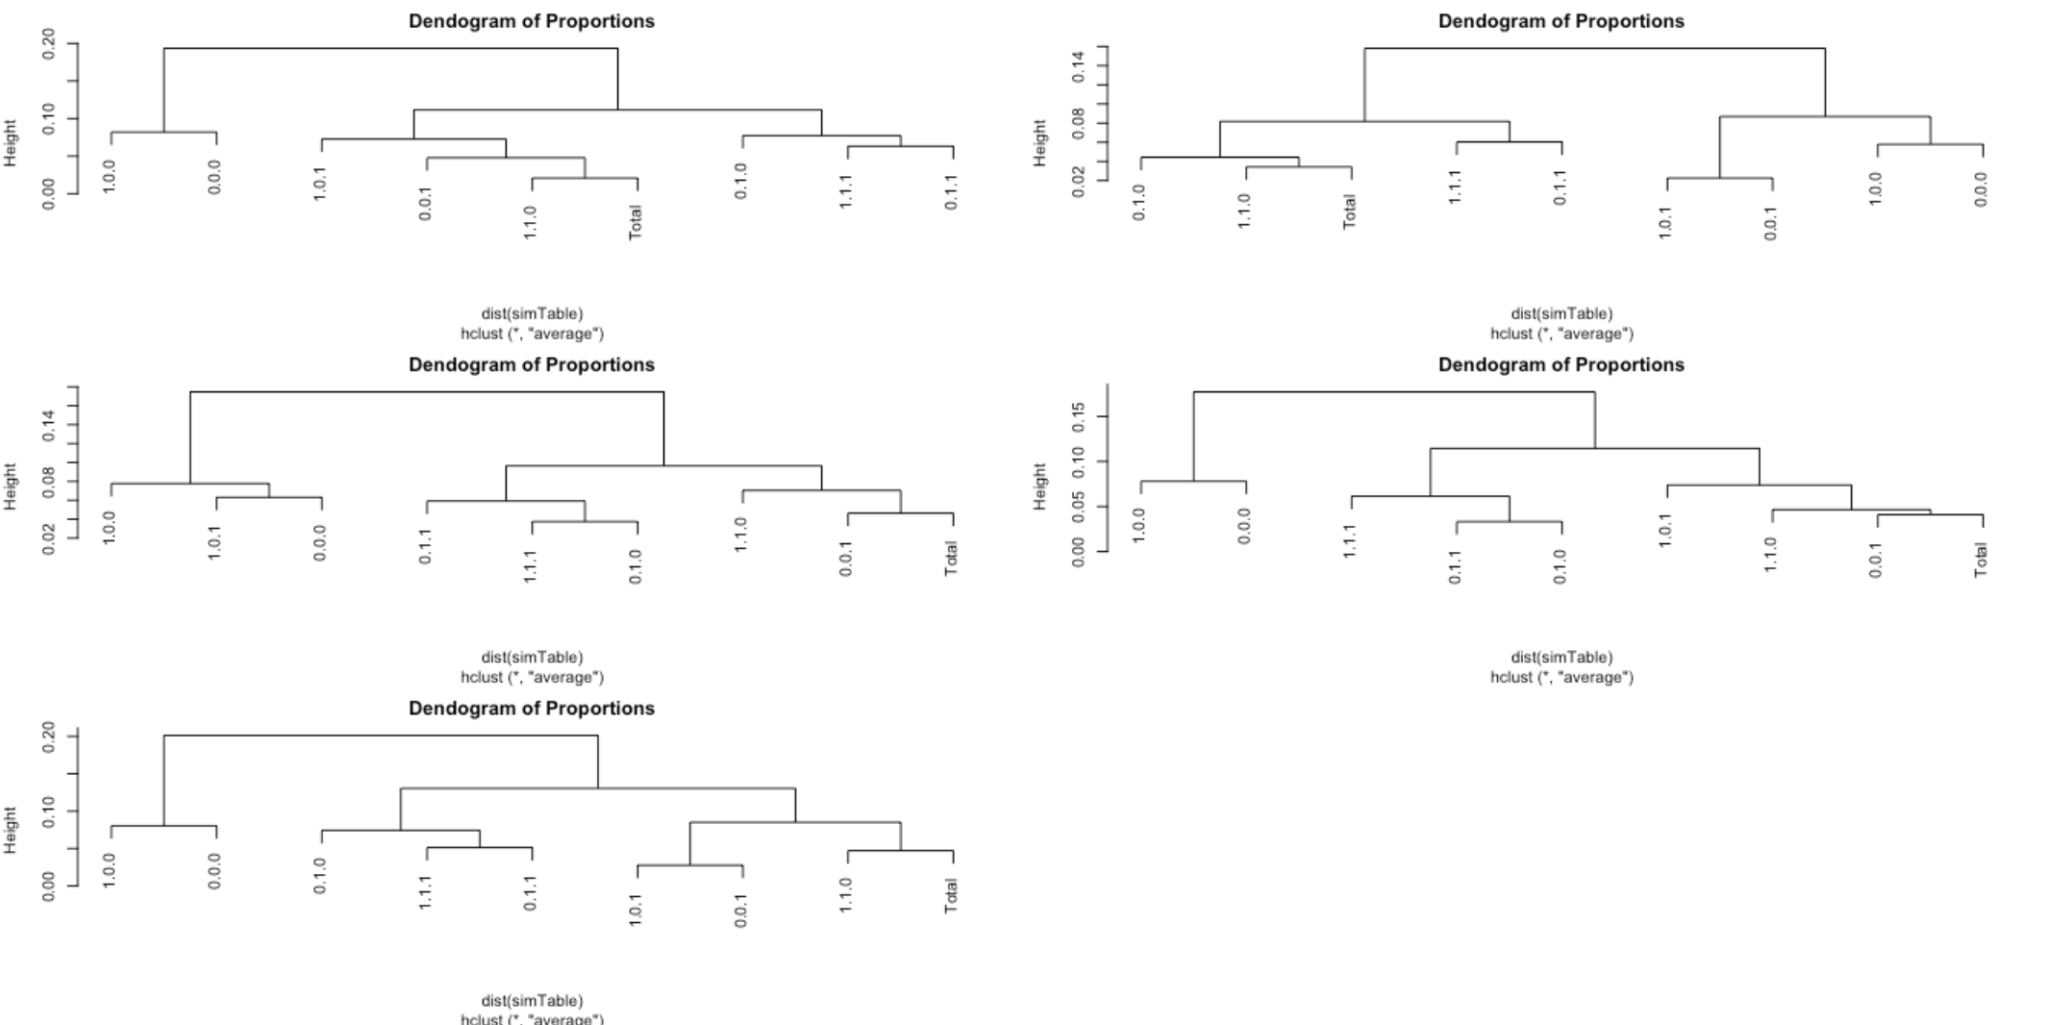 Dendogram of Proportions
Height
0.00 0.10 0.20
1.0.0 0.0.0 1.0.1 0.0.1 1.1.0 Total 0.1.0 1.1.1 0.1.1
dist(simTable)
hclust (*, "average")
Dendogram of Proportions
Height
0.02 0.08 0.14
0.1.0 1.1.0 Total 1.1.1 0.1.1 1.0.1 0.0.1 1.0.0 0.0.0
dist(simTable)
hclust (*, "average")
Dendogram of Proportions
Height
0.02 0.08 0.14
1.0.0 1.0.1 0.0.0 0.1.1 1.1.1 0.1.0 1.1.0 0.0.1 Total
dist(simTable)
hclust (*, "average")
Dendogram of Proportions
Height
0.00 0.05 0.10 0.15
1.0.0 0.0.0 1.1.1 0.1.1 0.1.0 1.0.1 1.1.0 0.0.1 Total
dist(simTable)
hclust (*, "average")
Dendogram of Proportions
Height
0.00 0.10 0.20
1.0.0 0.0.0 0.1.0 1.1.1 0.1.1 1.0.1 0.0.1 1.1.0 Total
dist(simTable)
hclust (*, "average")